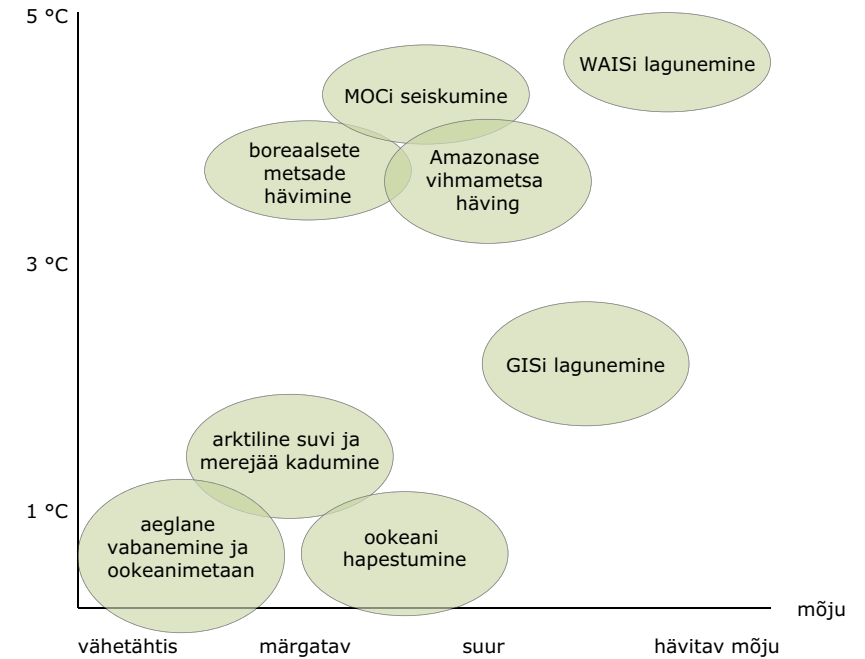 5 °C
WAISi lagunemine
MOCi seiskumine
boreaalsete
metsade
hävimine
Amazonase
vihmametsa
häving
3 °C
GISi lagunemine
arktiline suvi ja
merejää kadumine
1 °C
aeglane
vabanemine ja
ookeanimetaan
ookeani
hapestumine
mõju
vähetähtis
märgatav
suur
hävitav mõju